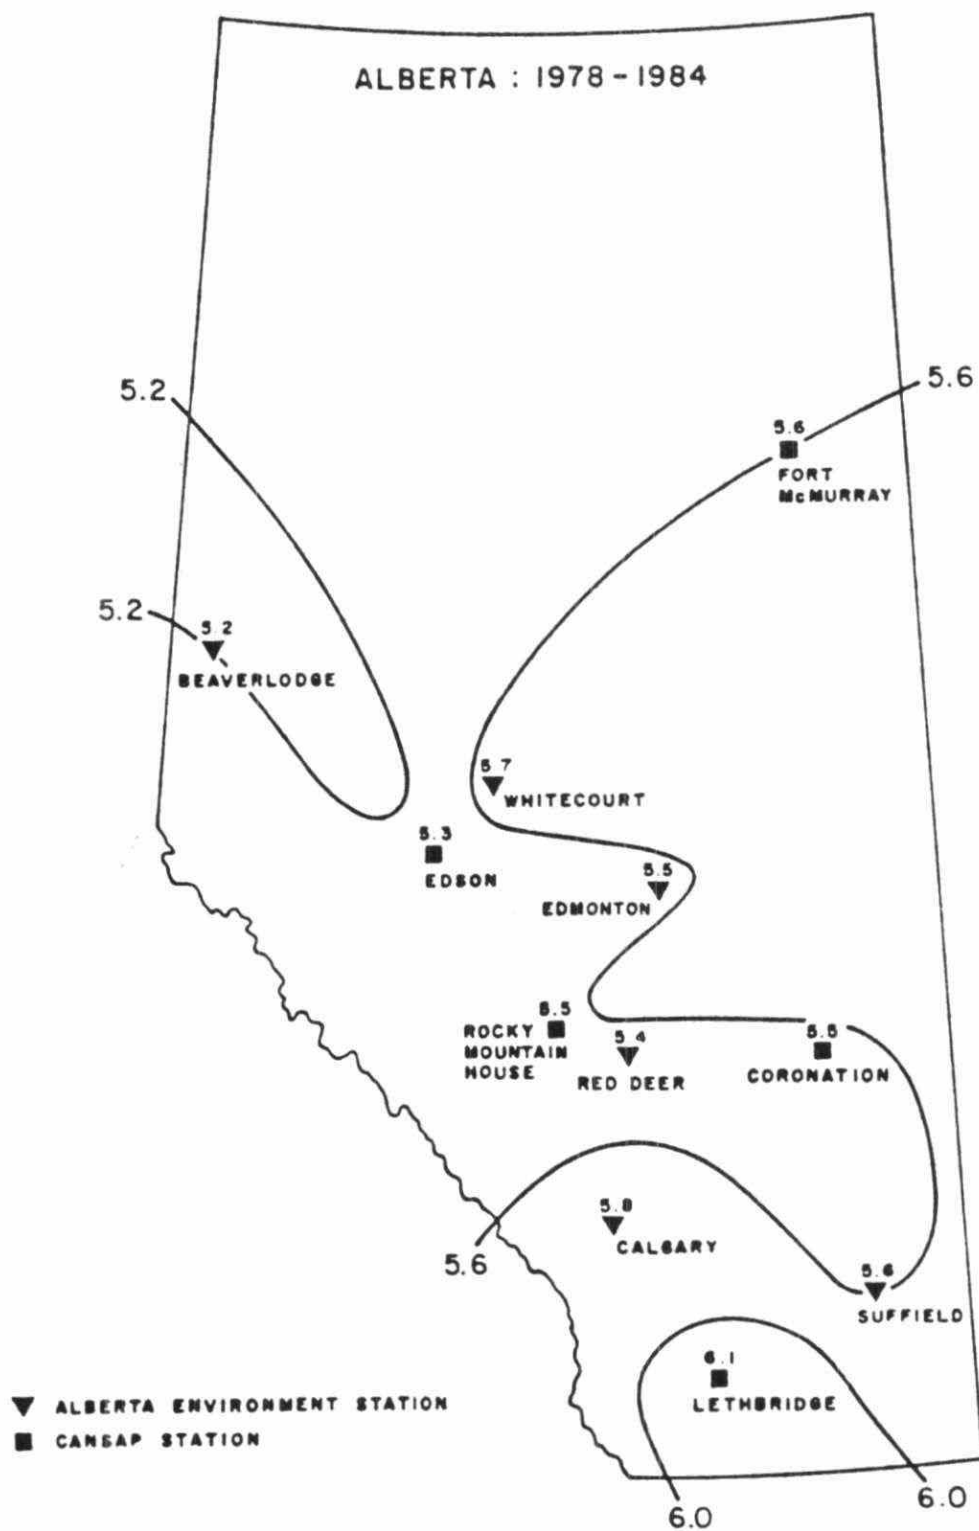 ALBERTA : 1978-1984
5.2
5.6
5.6
FORT
McMURRAY
5.2
5.2
BEAVERLODGE
5.7
WHITECOURT
5.3
EDSON
5.5
EDMONTON
5.5
ROCKY
MOUNTAIN
HOUSE
5.4
RED DEER
5.5
CORONATION
5.8
CALGARY
5.6
5.6
SUFFIELD
6.1
LETHBRIDGE
ALBERTA ENVIRONMENT STATION
CANSAP STATION
6.0
6.0